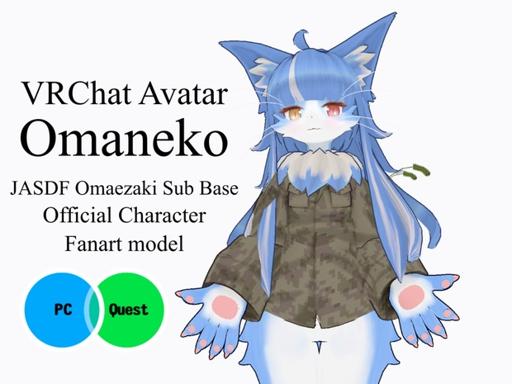 VRChat Avatar
Omaneko
JASDF Omaezaki Sub Base
Official Character
Fanart model
PC Quest